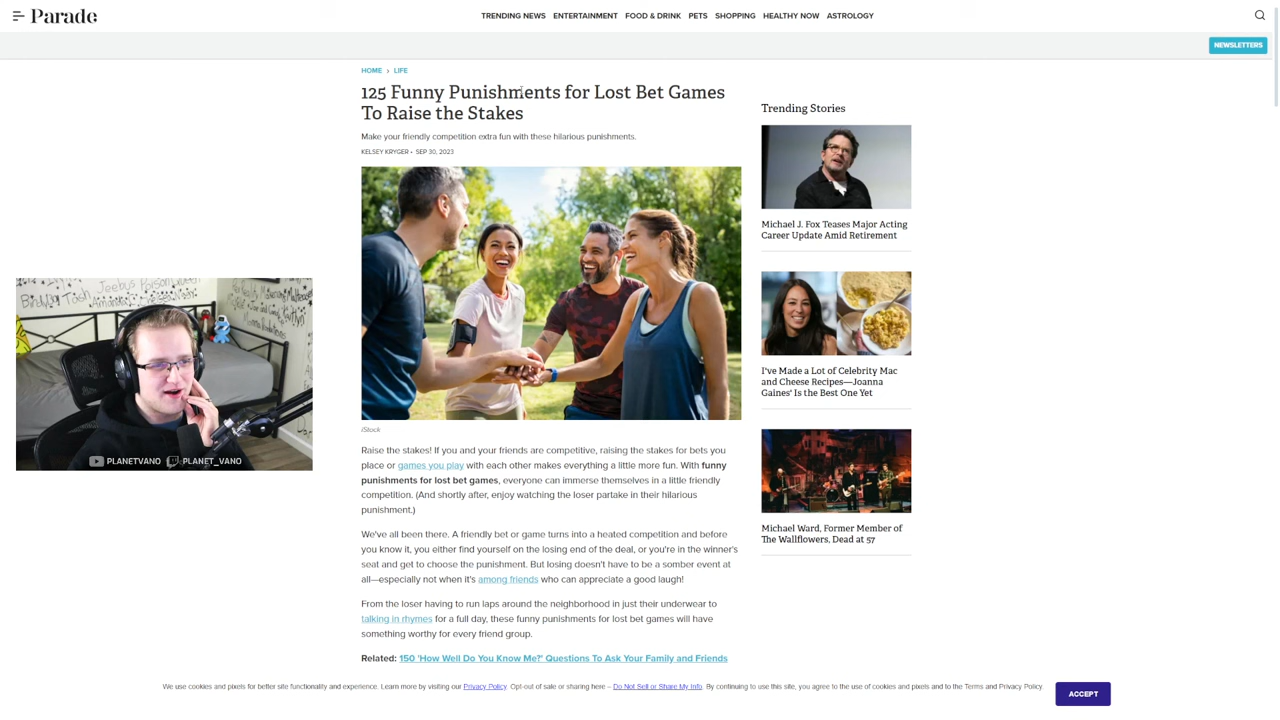 Parade
TRENDING NEWS ENTERTAINMENT FOOD & DRINK PETS SHOPPING HEALTHY NOW ASTROLOGY
NEWSLETTERS
HOME › LIFE
125 Funny Punishments for Lost Bet Games
To Raise the Stakes
Make your friendly competition extra fun with these hilarious punishments.
KELSEY KRYGER • SEP 30, 2023
iStock
Raise the stakes! If you and your friends are competitive, raising the stakes for bets you
place or games you play with each other makes everything a little more fun. With funny
punishments for lost bet games, everyone can immerse themselves in a little friendly
competition. (And shortly after, enjoy watching the loser partake in their hilarious
punishment.)
We've all been there. A friendly bet or game turns into a heated competition and before
you know it, you either find yourself on the losing end of the deal, or you're in the winner's
seat and get to choose the punishment. But losing doesn't have to be a somber event at
all—especially not when it's among friends who can appreciate a good laugh!
From the loser having to run laps around the neighborhood in just their underwear to
talking in rhymes for a full day, these funny punishments for lost bet games will have
something worthy for every friend group.
Related: 150 'How Well Do You Know Me?' Questions To Ask Your Family and Friends
Trending Stories
Michael J. Fox Teases Major Acting
Career Update Amid Retirement
I've Made a Lot of Celebrity Mac
and Cheese Recipes—Joanna
Gaines' Is the Best One Yet
Michael Ward, Former Member of
The Wallflowers, Dead at 57
Tash Jeebus Poison
Amanda
PLANETVANO PLANET_VANO
We use cookies and pixels for better site functionality and experience. Learn more by visiting our Privacy Policy. Opt-out of sale or sharing here – Do Not Sell or Share My Info. By continuing to use this site, you agree to the use of cookies and pixels and to the Terms and Privacy Policy.
ACCEPT